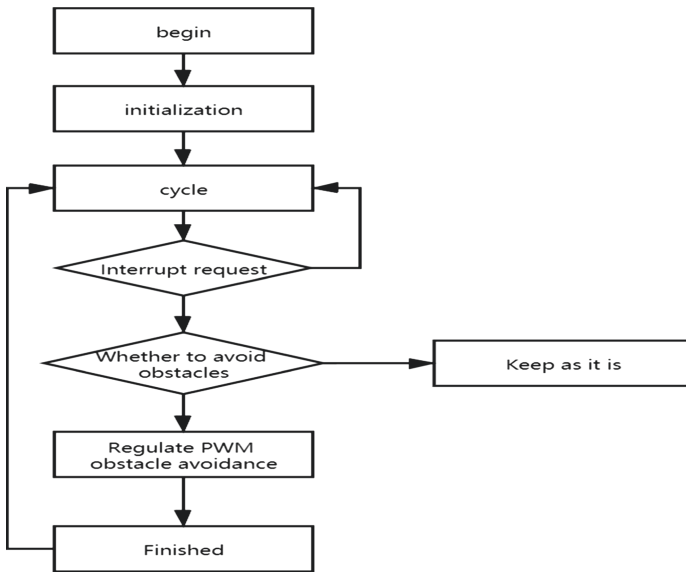 begin
initialization
cycle
Interrupt request
Whether to avoid
obstacles
Keep as it is
Regulate PWM
obstacle avoidance
Finished